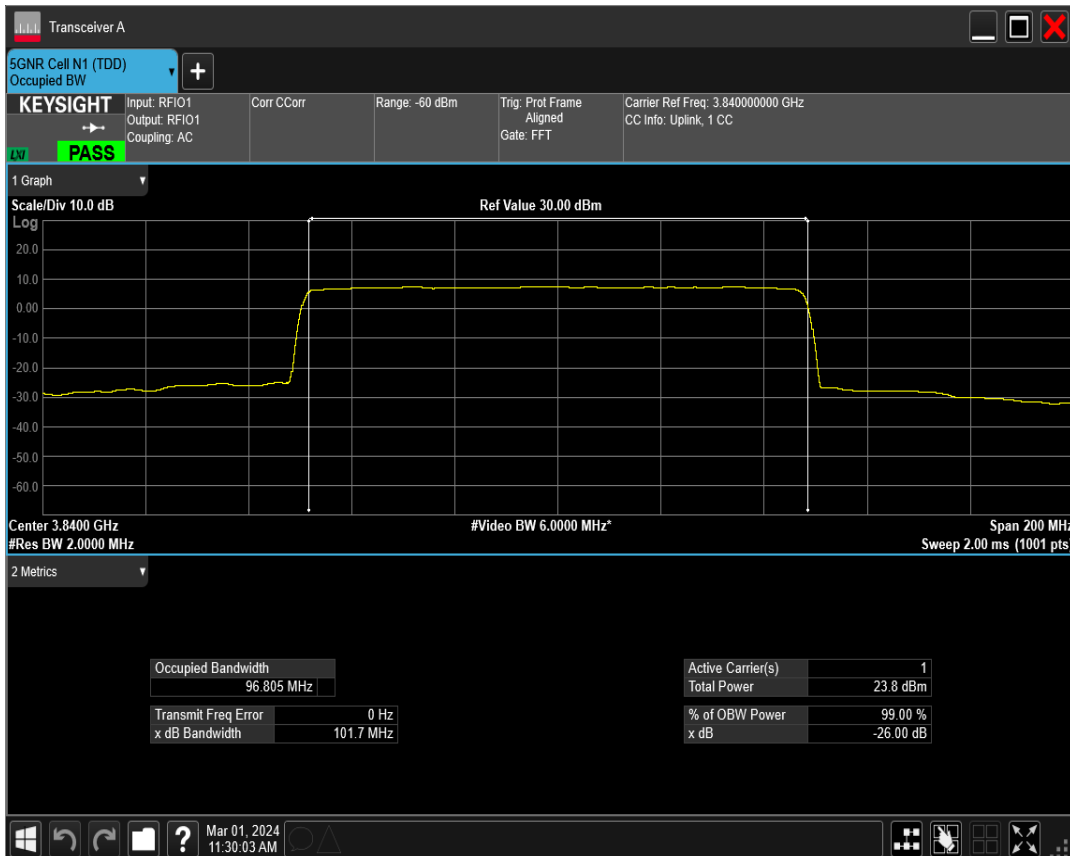 Transceiver A
5GNR Cell N1 (TDD)
Occupied BW
KEYSIGHT
LXI
PASS
Input: RFIO1
Output: RFIO1
Coupling: AC
Corr CCorr
Range: -60 dBm
Trig: Prot Frame
Aligned
Gate: FFT
Carrier Ref Freq: 3.840000000 GHz
CC Info: Uplink, 1 CC
1 Graph
Scale/Div 10.0 dB
Ref Value 30.00 dBm
Log
20.0
10.0
0.00
-10.0
-20.0
-30.0
-40.0
-50.0
-60.0
Center 3.8400 GHz
#Video BW 6.0000 MHz*
Span 200 MHz
#Res BW 2.0000 MHz
Sweep 2.00 ms (1001 pts)
2 Metrics
Occupied Bandwidth
96.805 MHz
Transmit Freq Error 0 Hz
x dB Bandwidth 101.7 MHz
Active Carrier(s) 1
Total Power 23.8 dBm
% of OBW Power 99.00 %
x dB -26.00 dB
?
Mar 01, 2024
11:30:03 AM